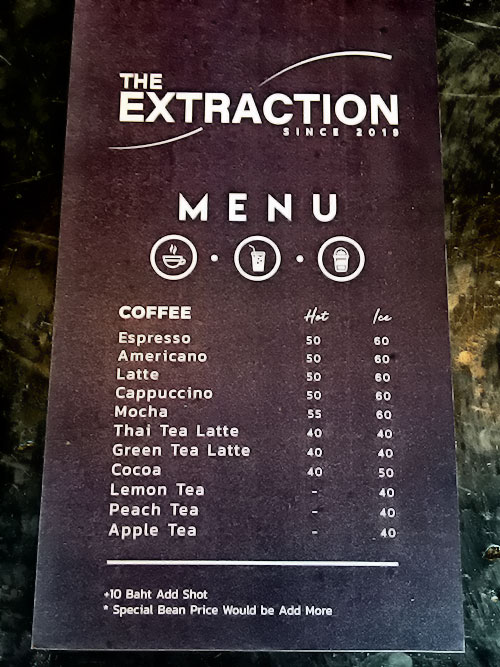 THE
EXTRACTION
SINCE 2019
MENU
COFFEE Hot Ice
Espresso 50 60
Americano 50 60
Latte 50 60
Cappuccino 50 60
Mocha 55 60
Thai Tea Latte 40 40
Green Tea Latte 40 40
Cocoa 40 50
Lemon Tea - 40
Peach Tea - 40
Apple Tea - 40
+10 Baht Add Shot
* Special Bean Price Would be Add More